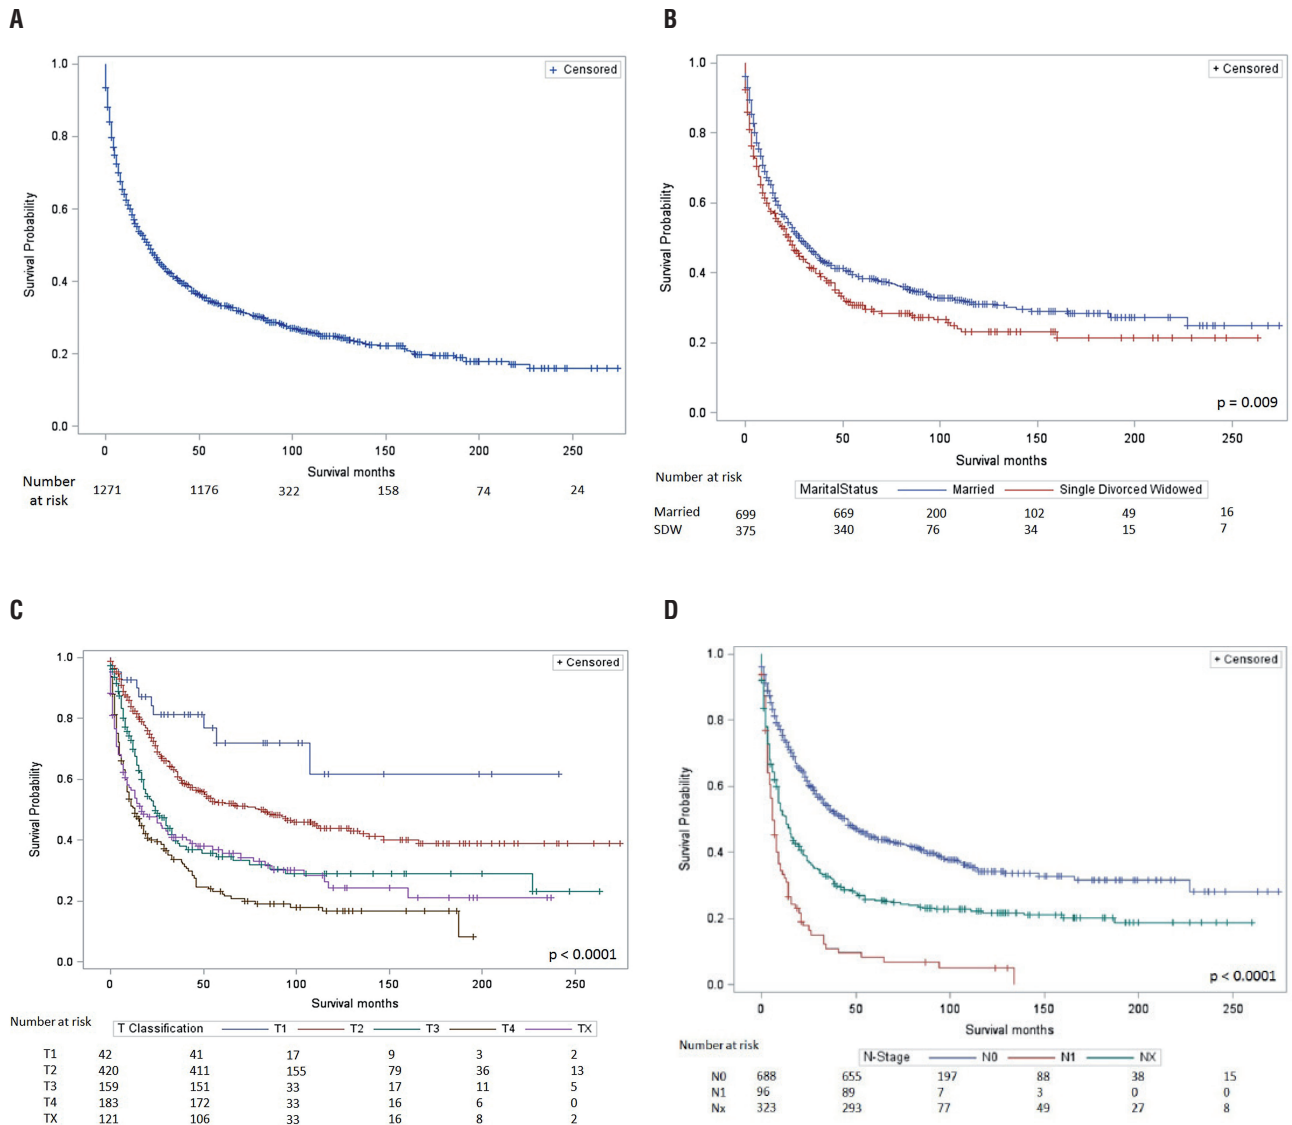 A
1.0
0.8
0.6
0.4
0.2
0.0
Survival Probability
+ Censored
0 50 100 150 200 250
Survival months
Number at risk
1271 1176 322 158 74 24
B
1.0
0.8
0.6
0.4
0.2
0.0
Survival Probability
+ Censored
p = 0.009
0 50 100 150 200 250
Survival months
Number at risk
MaritalStatus Married Single Divorced Widowed
Married 699 669 200 102 49 16
SDW 375 340 76 34 15 7
C
1.0
0.8
0.6
0.4
0.2
0.0
Survival Probability
+ Censored
p < 0.0001
0 50 100 150 200 250
Survival months
Number at risk
T Classification T1 T2 T3 T4 TX
T1 42 41 17 9 3 2
T2 420 411 155 79 36 13
T3 159 151 33 17 11 5
T4 183 172 33 16 6 0
TX 121 106 33 16 8 2
D
1.0
0.8
0.6
0.4
0.2
0.0
Survival Probability
+ Censored
p < 0.0001
0 50 100 150 200 250
Survival months
Number at risk
N-Stage N0 N1 NX
N0 688 655 197 88 38 15
N1 96 89 7 3 0 0
Nx 323 293 77 49 27 8